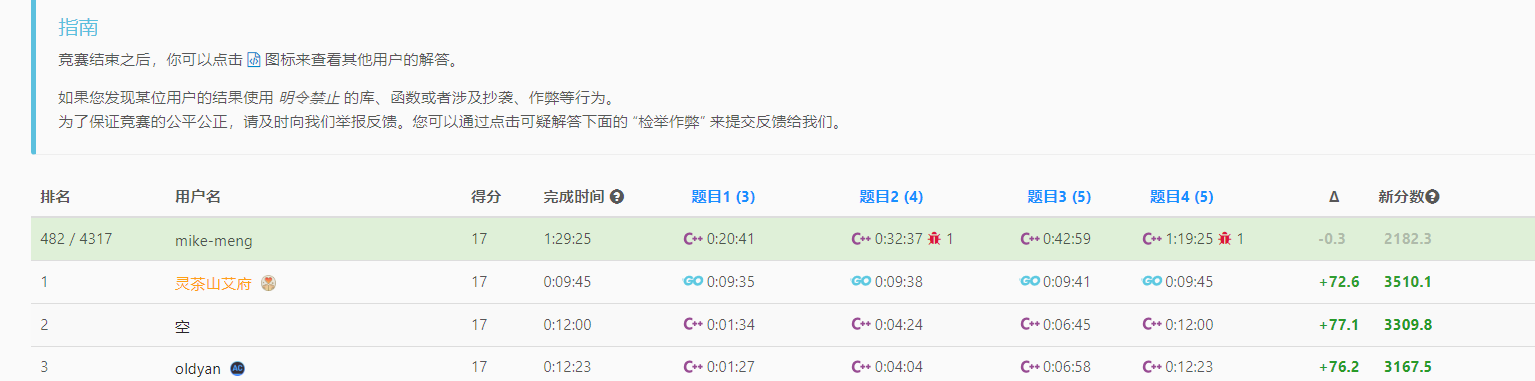 指南
竞赛结束之后，你可以点击 图标来查看其他用户的解答。
如果您发现某位用户的结果使用 明令禁止 的库、函数或者涉及抄袭、作弊等行为。
为了保证竞赛的公平公正，请及时向我们举报反馈。您可以通过点击可疑解答下面的 “检举作弊” 来提交反馈给我们。
排名 用户名 得分 完成时间 ? 题目1 (3) 题目2 (4) 题目3 (5) 题目4 (5) Δ 新分数?
482 / 4317 mike-meng 17 1:29:25 C++ 0:20:41 C++ 0:32:37 1 C++ 0:42:59 C++ 1:19:25 1 -0.3 2182.3
1 灵茶山艾府 17 0:09:45 GO 0:09:35 GO 0:09:38 GO 0:09:41 GO 0:09:45 +72.6 3510.1
2 空 17 0:12:00 C++ 0:01:34 C++ 0:04:24 C++ 0:06:45 C++ 0:12:00 +77.1 3309.8
3 oldyan AC 17 0:12:23 C++ 0:01:27 C++ 0:04:04 C++ 0:06:58 C++ 0:12:23 +76.2 3167.5